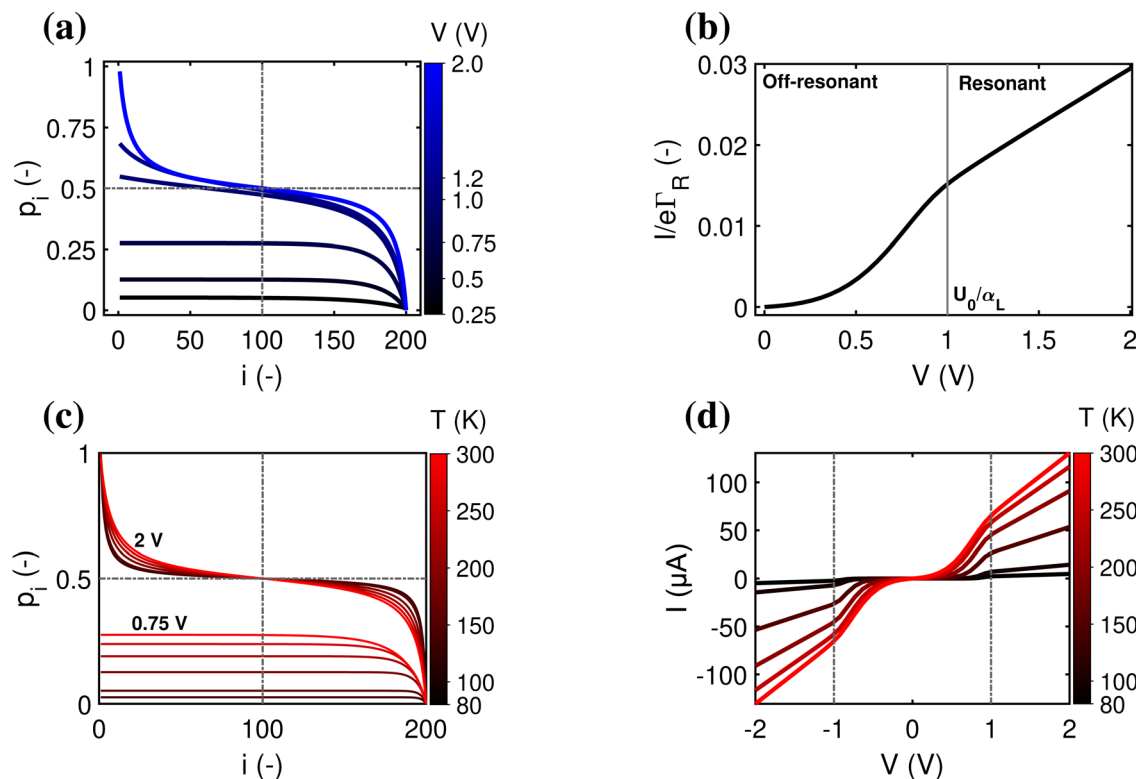 (a)
V (V)
1
0.75
0.5
0.25
0
p_i (-)
0
50
100
150
200
i (-)
2.0
1.2
1.0
0.75
0.5
0.25
(b)
0.03
0.02
0.01
0
I/eΓ_R (-)
Off-resonant
Resonant
U_0/α_L
0
0.5
1
1.5
2
V (V)
(c)
T (K)
1
0.5
0
p_i (-)
2 V
0.75 V
0
100
200
i (-)
300
250
200
150
100
80
(d)
T (K)
100
50
0
-50
-100
I (μA)
-2
-1
0
1
2
V (V)
300
250
200
150
100
80